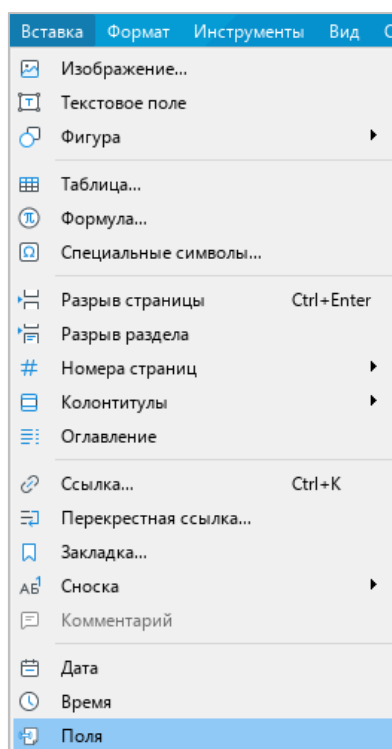 Вставка Формат Инструменты Вид
Изображение...
Текстовое поле
Фигура
Таблица...
Формула...
Специальные символы...
Разрыв страницы Ctrl+Enter
Разрыв раздела
Номера страниц
Колонтитулы
Оглавление
Ссылка... Ctrl+K
Перекрестная ссылка...
Закладка...
Сноска
Комментарий
Дата
Время
Поля